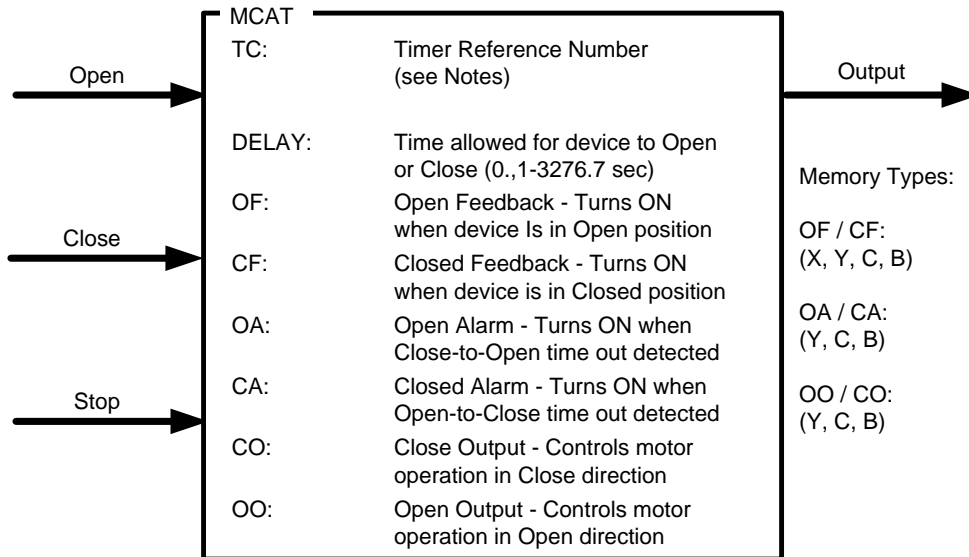 MCAT
TC: Timer Reference Number
(see Notes)
Open
Output
DELAY: Time allowed for device to Open
or Close (0.,1-3276.7 sec)
Memory Types:
OF: Open Feedback - Turns ON
when device Is in Open position
OF / CF:
(X, Y, C, B)
Close
CF: Closed Feedback - Turns ON
when device is in Closed position
OA: Open Alarm - Turns ON when
Close-to-Open time out detected
OA / CA:
(Y, C, B)
CA: Closed Alarm - Turns ON when
Open-to-Close time out detected
Stop
OO / CO:
(Y, C, B)
CO: Close Output - Controls motor
operation in Close direction
OO: Open Output - Controls motor
operation in Open direction